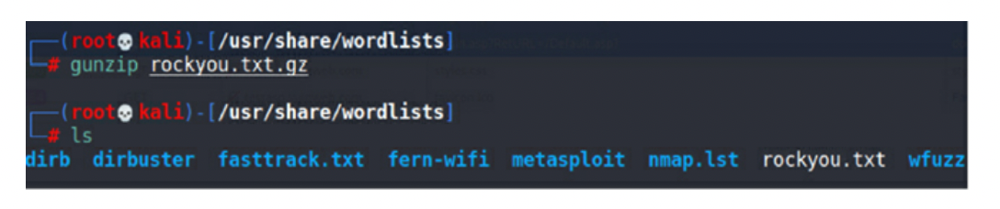 (root💀kali)-[/usr/share/wordlists]
# gunzip rockyou.txt.gz
(root💀kali)-[/usr/share/wordlists]
# ls
dirb dirbuster fasttrack.txt fern-wifi metasploit nmap.lst rockyou.txt wfuzz